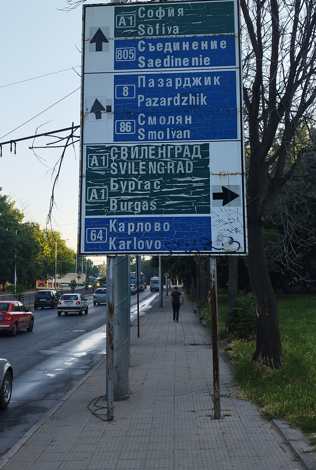 A1 София
Sofiya
805 Съединение
Saedinenie
8 Пазарджик
Pazardzhik
86 Смолян
Smolyan
A1 СВИЛЕНГРАД
SVILENGRAD
A1 Бургас
Burgas
64 Карлово
Karlovo